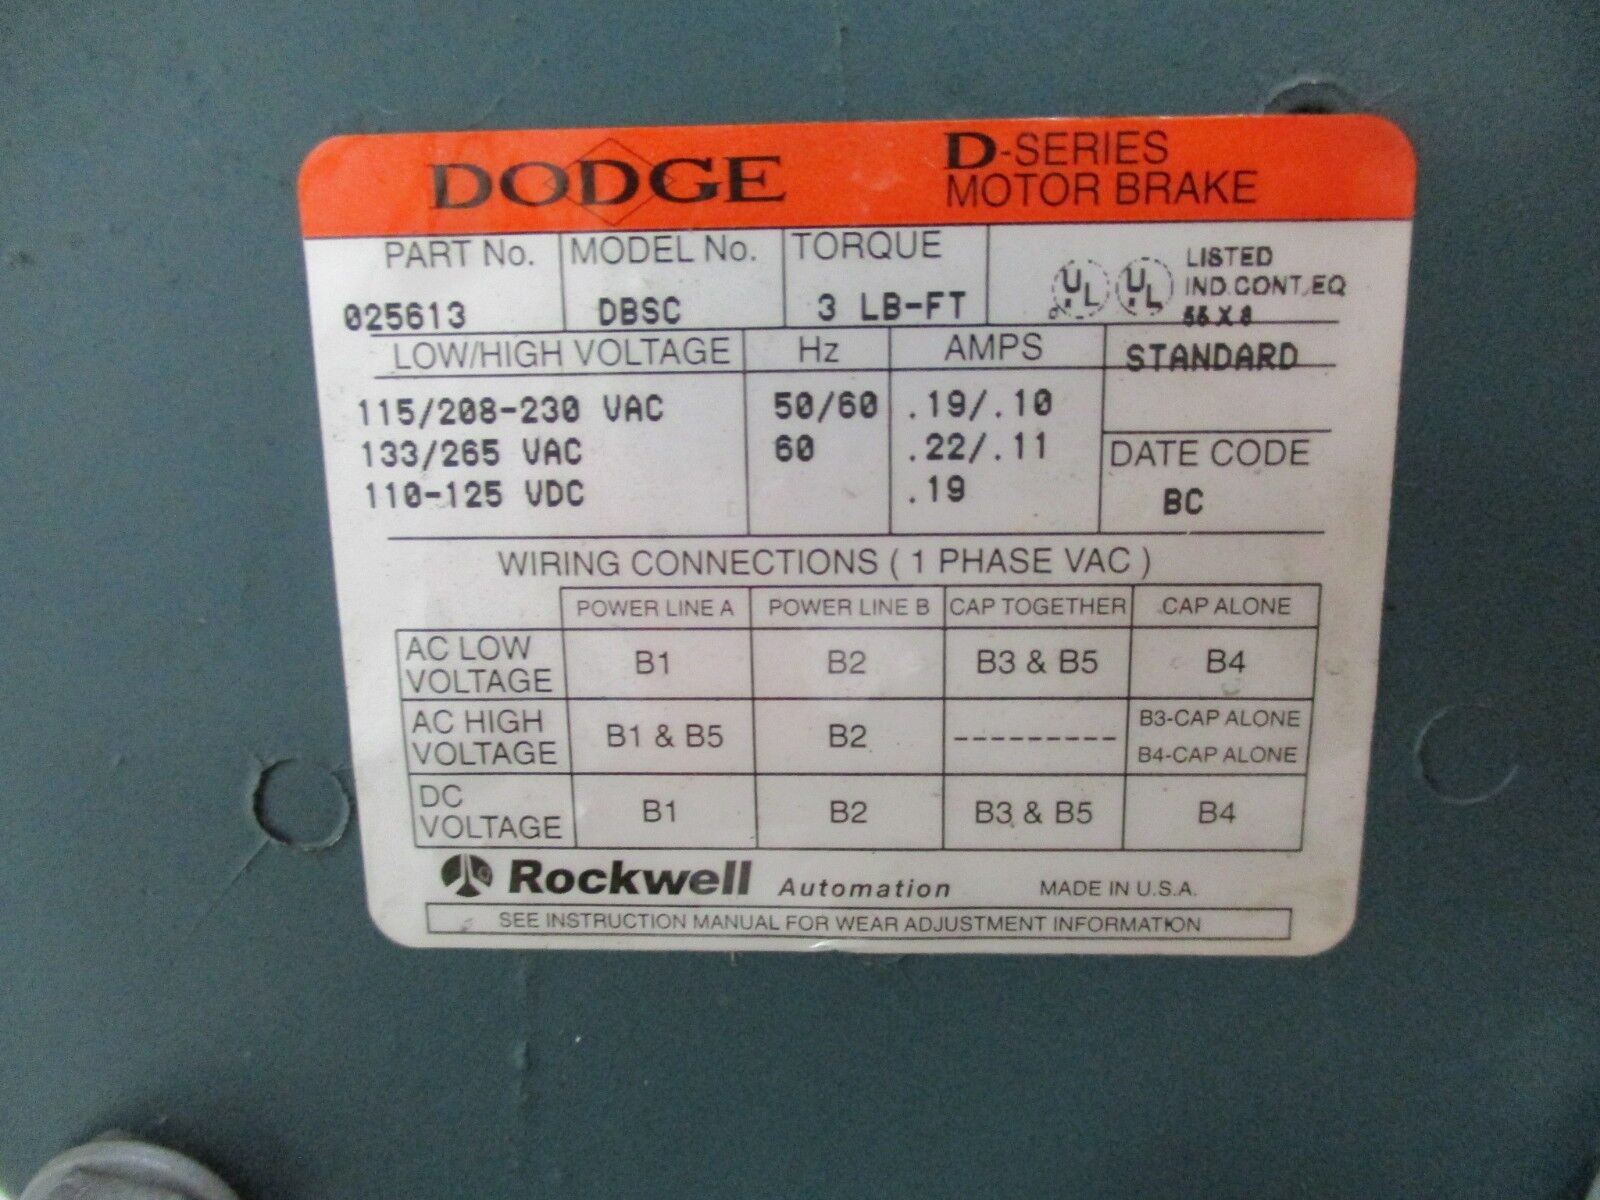 DODGE
D-SERIES
MOTOR BRAKE
PART No. MODEL No. TORQUE
025613 DBSC 3 LB-FT
UL UL LISTED
IND.CONT.EQ
LOW/HIGH VOLTAGE Hz AMPS STANDARD
115/208-230 VAC 50/60 .19/.10
133/265 VAC 60 .22/.11
110-125 VDC .19
DATE CODE
BC
WIRING CONNECTIONS ( 1 PHASE VAC )
POWER LINE A POWER LINE B CAP TOGETHER CAP ALONE
AC LOW VOLTAGE B1 B2 B3 & B5 B4
AC HIGH VOLTAGE B1 & B5 B2 --------- B3-CAP ALONE
B4-CAP ALONE
DC VOLTAGE B1 B2 B3 & B5 B4
Rockwell Automation MADE IN U.S.A.
SEE INSTRUCTION MANUAL FOR WEAR ADJUSTMENT INFORMATION